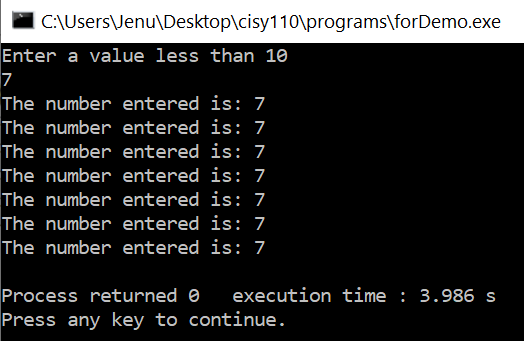 C:\Users\Jenu\Desktop\cisy110\programs\forDemo.exe
Enter a value less than 10
7
The number entered is: 7
The number entered is: 7
The number entered is: 7
The number entered is: 7
The number entered is: 7
The number entered is: 7
The number entered is: 7
Process returned 0   execution time : 3.986 s
Press any key to continue.